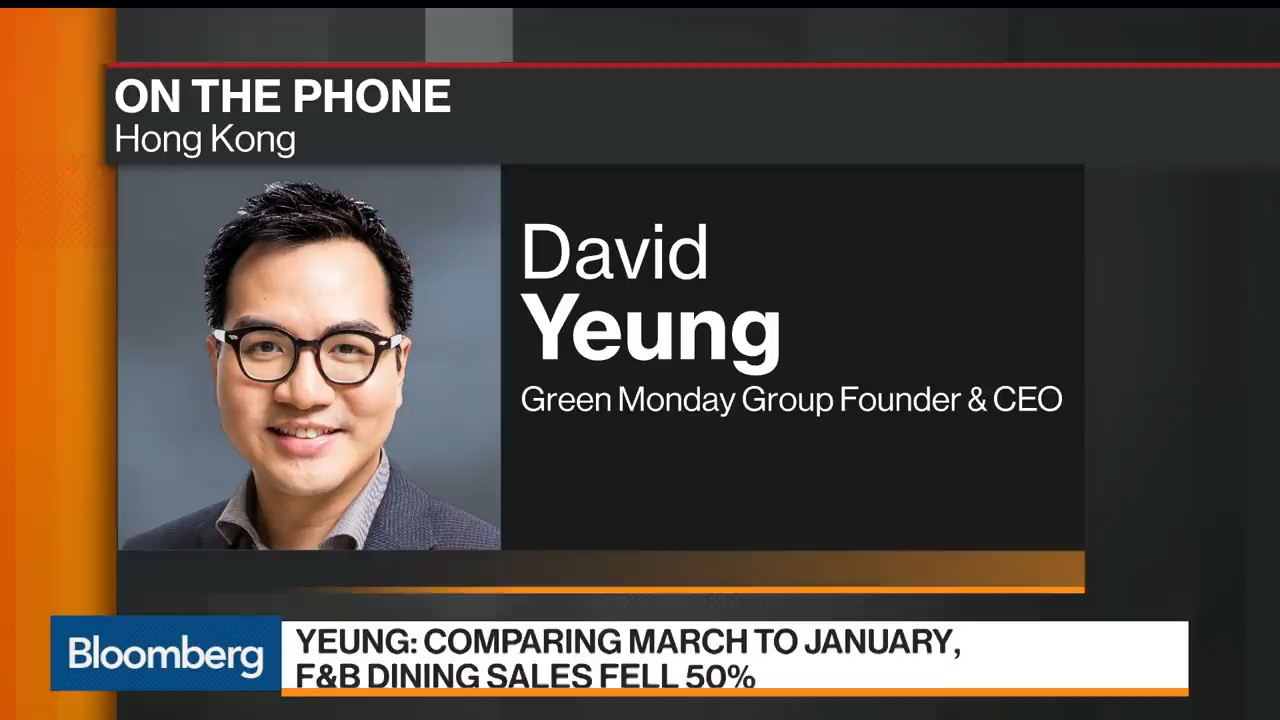 ON THE PHONE
Hong Kong
David
Yeung
Green Monday Group Founder & CEO
Bloomberg
YEUNG: COMPARING MARCH TO JANUARY,
F&B DINING SALES FELL 50%